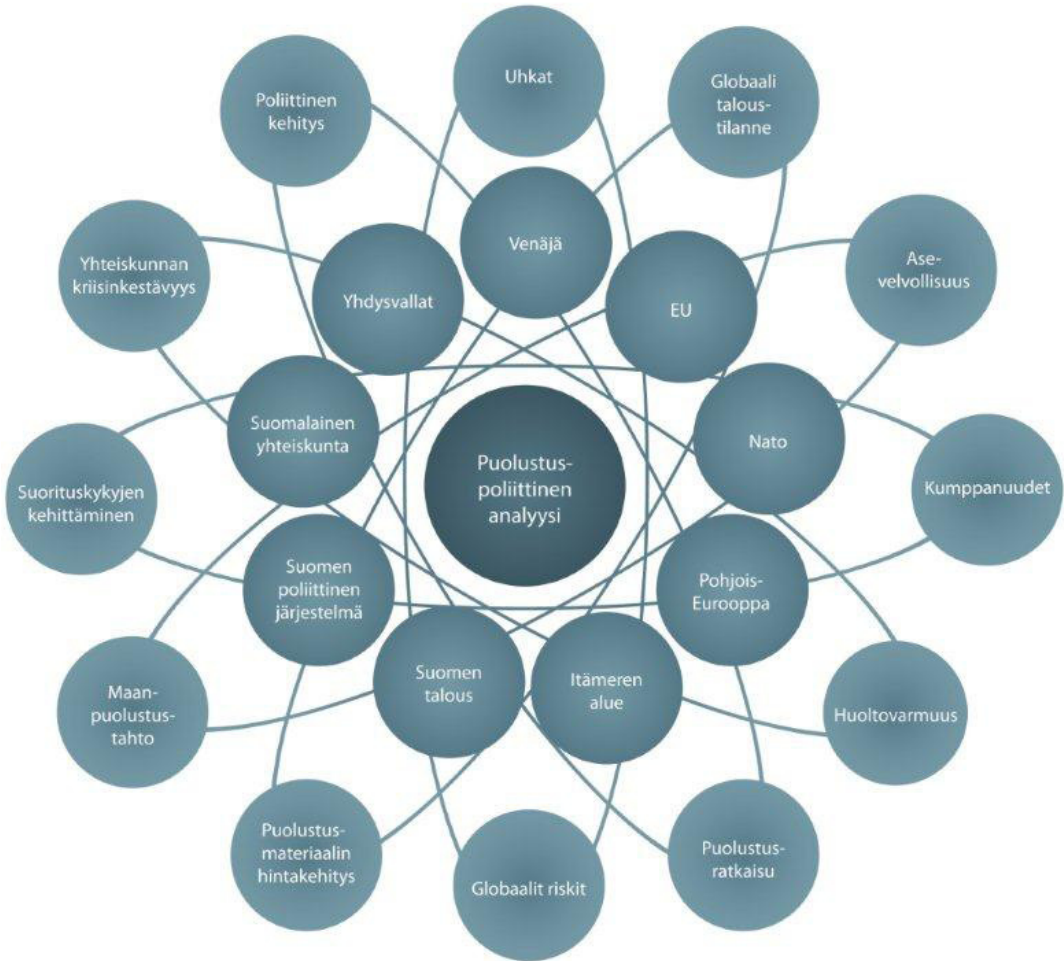 Uhkat
Globaali
talous-
tilanne
Poliittinen
kehitys
Venäjä
Ase-
velvollisuus
Yhteiskunnan
kriisinkestävyys
Yhdysvallat
EU
Suomalainen
yhteiskunta
Nato
Puolustus-
poliittinen
analyysi
Suorituskykyjen
kehittäminen
Kumppanuudet
Suomen
poliittinen
järjestelmä
Pohjois-
Eurooppa
Suomen
talous
Itämeren
alue
Maan-
puolustus-
tahto
Huoltovarmuus
Puolustus-
materiaalin
hintakehitys
Globaalit riskit
Puolustus-
ratkaisu